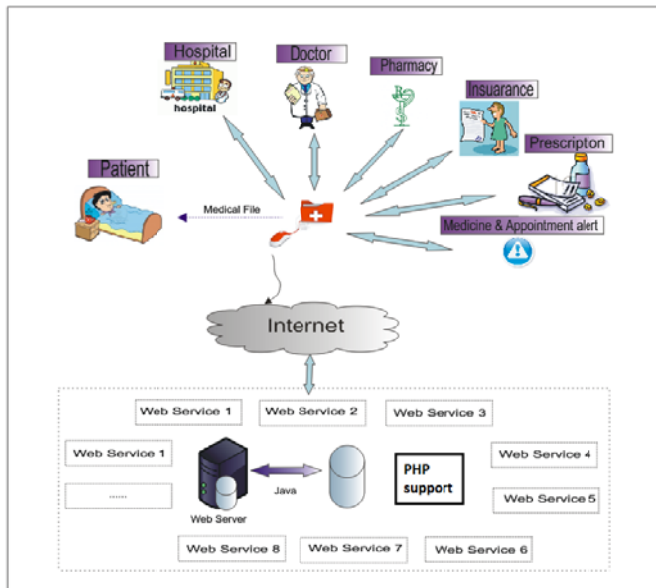 Hospital
Doctor
Pharmacy
Insuarance
hospital
Prescripton
Patient
Medical File
Medicine & Appointment alert
Internet
Web Service 1
Web Service 2
Web Service 3
Web Service 1
Web Service 4
PHP
support
Java
......
Web Service 5
Web Server
Web Service 8
Web Service 7
Web Service 6